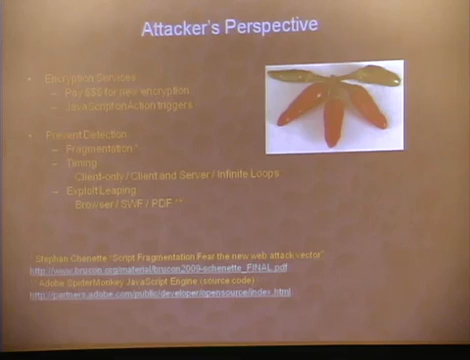 Attacker's Perspective
• Encryption Services
– Pay $$$ for new encryption
– JavaScript onAction triggers
• Prevent Detection
– Fragmentation *
– Timing
Client-only / Client and Server / Infinite Loops
– Exploit Leaping
Browser / SWF / PDF **
* Stephan Chenette "Script Fragmentation Fear the new web attack vector"
http://www.brucon.org/material/brucon2009-schenette_FINAL.pdf
** Adobe SpiderMonkey JavaScript Engine (source code)
http://partners.adobe.com/public/developer/opensource/index.html